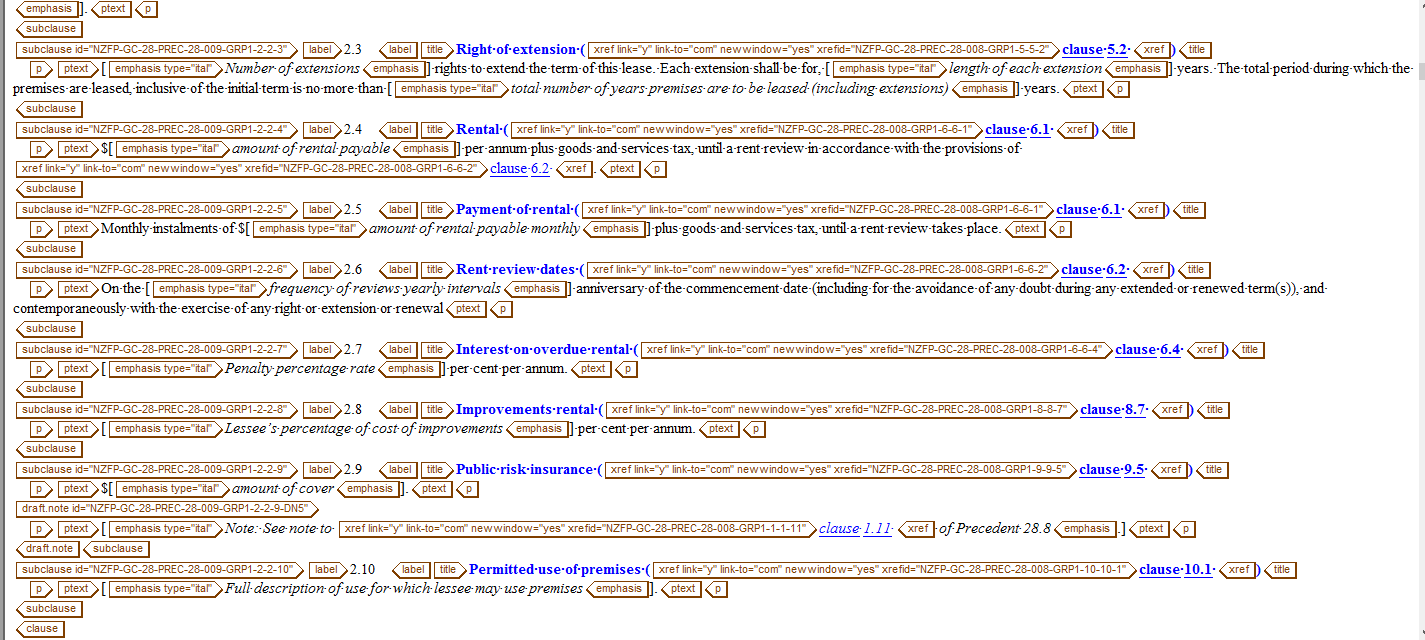 emphasis ]. ptext p
subclause
subclause id="NZFP-GC-28-PREC-28-009-GRP1-2-2-3" label 2.3 label title Right·of·extension·( xref link="y" link-to="com" newwindow="yes" xrefid="NZFP-GC-28-PREC-28-008-GRP1-5-5-2" clause·5.2· xref ) title
p ptext [ emphasis type="ital" Number·of·extensions emphasis ]·rights·to·extend·the·term·of·this·lease.·Each·extension·shall·be·for,·[ emphasis type="ital" length·of·each·extension emphasis ]·years.·The·total·period·during·which·the·
premises·are·leased,·inclusive·of·the·initial·term·is·no·more·than·[ emphasis type="ital" total·number·of·years·premises·are·to·be·leased·(including·extensions) emphasis ]·years. ptext p
subclause
subclause id="NZFP-GC-28-PREC-28-009-GRP1-2-2-4" label 2.4 label title Rental·( xref link="y" link-to="com" newwindow="yes" xrefid="NZFP-GC-28-PREC-28-008-GRP1-6-6-1" clause·6.1· xref ) title
p ptext $[ emphasis type="ital" amount·of·rental·payable emphasis ]·per·annum·plus·goods·and·services·tax,·until·a·rent·review·in·accordance·with·the·provisions·of·
xref link="y" link-to="com" newwindow="yes" xrefid="NZFP-GC-28-PREC-28-008-GRP1-6-6-2" clause·6.2· xref . ptext p
subclause
subclause id="NZFP-GC-28-PREC-28-009-GRP1-2-2-5" label 2.5 label title Payment·of·rental·( xref link="y" link-to="com" newwindow="yes" xrefid="NZFP-GC-28-PREC-28-008-GRP1-6-6-1" clause·6.1· xref ) title
p ptext Monthly·instalments·of·$[ emphasis type="ital" amount·of·rental·payable·monthly emphasis ]·plus·goods·and·services·tax,·until·a·rent·review·takes·place. ptext p
subclause
subclause id="NZFP-GC-28-PREC-28-009-GRP1-2-2-6" label 2.6 label title Rent·review·dates·( xref link="y" link-to="com" newwindow="yes" xrefid="NZFP-GC-28-PREC-28-008-GRP1-6-6-2" clause·6.2· xref ) title
p ptext On·the·[ emphasis type="ital" frequency·of·reviews·yearly·intervals emphasis ]·anniversary·of·the·commencement·date·(including·for·the·avoidance·of·any·doubt·during·any·extended·or·renewed·term(s)),·and·
contemporaneously·with·the·exercise·of·any·right·or·extension·or·renewal ptext p
subclause
subclause id="NZFP-GC-28-PREC-28-009-GRP1-2-2-7" label 2.7 label title Interest·on·overdue·rental·( xref link="y" link-to="com" newwindow="yes" xrefid="NZFP-GC-28-PREC-28-008-GRP1-6-6-4" clause·6.4· xref ) title
p ptext [ emphasis type="ital" Penalty·percentage·rate emphasis ]·per·cent·per·annum. ptext p
subclause
subclause id="NZFP-GC-28-PREC-28-009-GRP1-2-2-8" label 2.8 label title Improvements·rental·( xref link="y" link-to="com" newwindow="yes" xrefid="NZFP-GC-28-PREC-28-008-GRP1-8-8-7" clause·8.7· xref ) title
p ptext [ emphasis type="ital" Lessee's·percentage·of·cost·of·improvements emphasis ]·per·cent·per·annum. ptext p
subclause
subclause id="NZFP-GC-28-PREC-28-009-GRP1-2-2-9" label 2.9 label title Public·risk·insurance·( xref link="y" link-to="com" newwindow="yes" xrefid="NZFP-GC-28-PREC-28-008-GRP1-9-9-5" clause·9.5· xref ) title
p ptext $[ emphasis type="ital" amount·of·cover emphasis ]. ptext p
draft.note id="NZFP-GC-28-PREC-28-009-GRP1-2-2-9-DN5"
p ptext [ emphasis type="ital" Note:·See·note·to· xref link="y" link-to="com" newwindow="yes" xrefid="NZFP-GC-28-PREC-28-008-GRP1-1-1-11" clause·1.11· xref ·of·Precedent·28.8 emphasis .] ptext p
draft.note subclause
subclause id="NZFP-GC-28-PREC-28-009-GRP1-2-2-10" label 2.10 label title Permitted·use·of·premises·( xref link="y" link-to="com" newwindow="yes" xrefid="NZFP-GC-28-PREC-28-008-GRP1-10-10-1" clause·10.1· xref ) title
p ptext [ emphasis type="ital" Full·description·of·use·for·which·lessee·may·use·premises emphasis ]. ptext p
subclause
clause